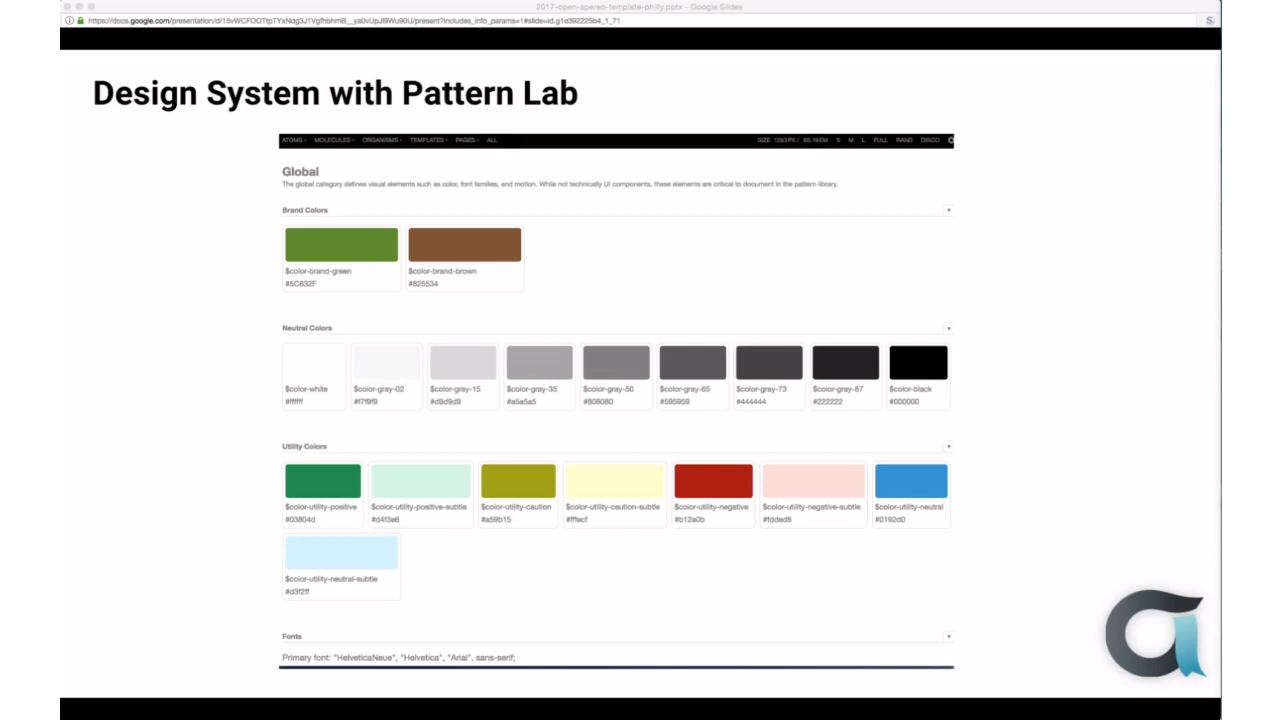 2017-open-apereo-template-philly.pptx - Google Slides
Design System with Pattern Lab
ATOMS MOLECULES ORGANISMS TEMPLATES PAGES ALL SIZE 1283PX / 80.19EM S M L FULL RAND DISCO
Global
The global category defines visual elements such as color, font families, and motion. While not technically UI components, these elements are critical to document in the pattern library.
Brand Colors
$color-brand-green $color-brand-brown
#5C832F #825534
Neutral Colors
$color-white $color-gray-02 $color-gray-15 $color-gray-35 $color-gray-50 $color-gray-65 $color-gray-73 $color-gray-87 $color-black
#ffffff #f7f9f9 #d9d9d9 #a5a5a5 #808080 #595959 #444444 #222222 #000000
Utility Colors
$color-utility-positive $color-utility-positive-subtle $color-utility-caution $color-utility-caution-subtle $color-utility-negative $color-utility-negative-subtle $color-utility-neutral
#03804d #d4f3e6 #a59b15 #fffecf #b12a0b #fdded8 #0192d0
$color-utility-neutral-subtle
#d3f2ff
Fonts
Primary font: "HelveticaNeue", "Helvetica", "Arial", sans-serif;